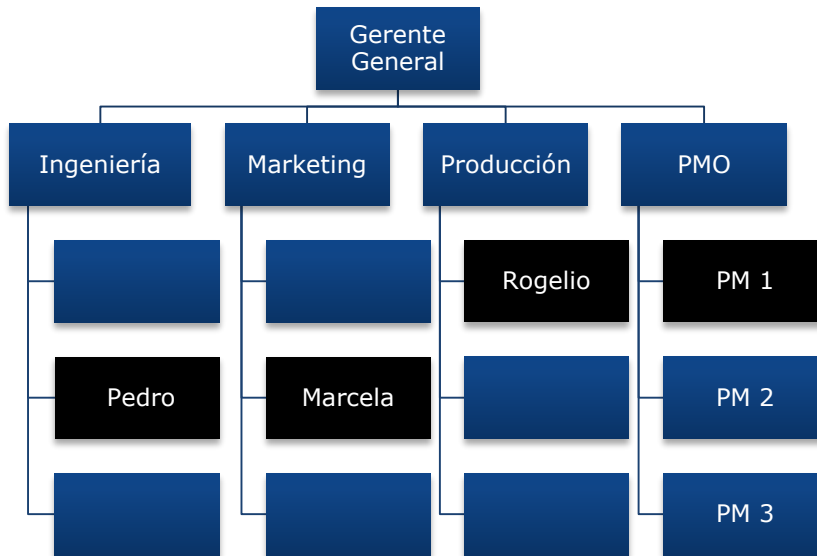 Gerente
General
Ingeniería
Marketing
Producción
PMO
Rogelio
PM 1
Pedro
Marcela
PM 2
PM 3